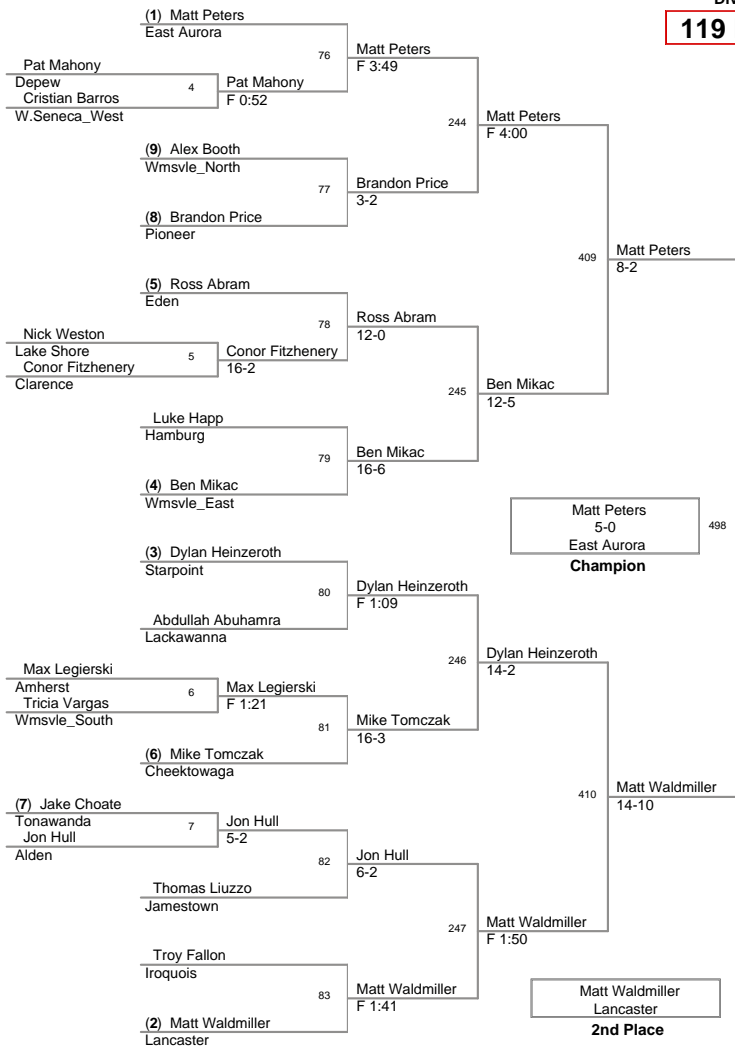 DN
119
(1) Matt Peters
East Aurora
76
Matt Peters
F 3:49
Pat Mahony
Depew
4
Pat Mahony
F 0:52
Cristian Barros
W.Seneca_West
244
Matt Peters
F 4:00
(9) Alex Booth
Wmsvle_North
77
Brandon Price
3-2
(8) Brandon Price
Pioneer
409
Matt Peters
8-2
(5) Ross Abram
Eden
78
Ross Abram
12-0
Nick Weston
Lake Shore
5
Conor Fitzhenery
16-2
Conor Fitzhenery
Clarence
245
Ben Mikac
12-5
Luke Happ
Hamburg
79
Ben Mikac
16-6
(4) Ben Mikac
Wmsvle_East
Matt Peters
5-0
East Aurora
498
Champion
(3) Dylan Heinzeroth
Starpoint
80
Dylan Heinzeroth
F 1:09
Abdullah Abuhamra
Lackawanna
246
Dylan Heinzeroth
14-2
Max Legierski
Amherst
6
Max Legierski
F 1:21
Tricia Vargas
Wmsvle_South
81
Mike Tomczak
16-3
(6) Mike Tomczak
Cheektowaga
410
Matt Waldmiller
14-10
(7) Jake Choate
Tonawanda
7
Jon Hull
5-2
Jon Hull
Alden
82
Jon Hull
6-2
Thomas Liuzzo
Jamestown
247
Matt Waldmiller
F 1:50
Troy Fallon
Iroquois
83
Matt Waldmiller
F 1:41
(2) Matt Waldmiller
Lancaster
Matt Waldmiller
Lancaster
2nd Place